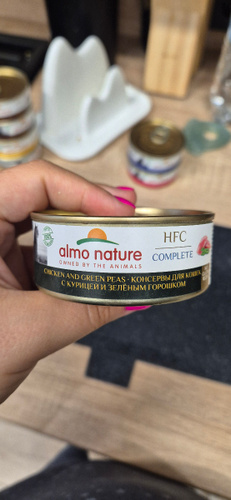 almo nature
OWNED BY THE ANIMALS
HFC
COMPLETE
CHICKEN AND GREEN PEAS - КОНСЕРВЫ ДЛЯ КОШЕК
С КУРИЦЕЙ И ЗЕЛЁНЫМ ГОРОШКОМ